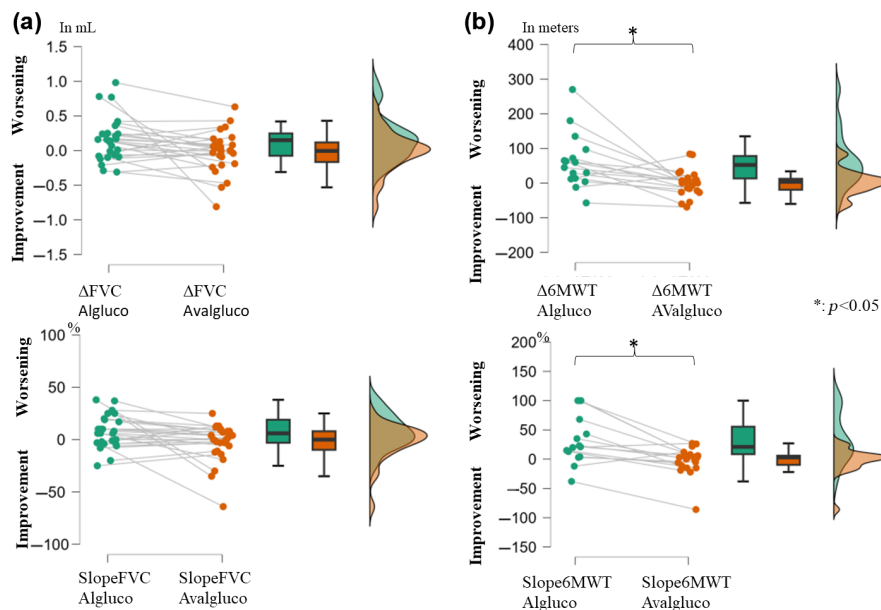 (a)
In mL
Worsening
Improvement
1.5
1.0
0.5
0.0
−0.5
−1.0
−1.5
ΔFVC
Algluco
ΔFVC
Avalgluco
(b)
In meters
*
Worsening
Improvement
400
300
200
100
0
−100
−200
Δ6MWT
Algluco
Δ6MWT
AValgluco
*: p<0.05
%
Worsening
Improvement
100
50
0
−50
−100
SlopeFVC
Algluco
SlopeFVC
Avalgluco
%
*
Worsening
Improvement
200
150
100
50
0
−50
−100
−150
Slope6MWT
Algluco
Slope6MWT
Avalgluco